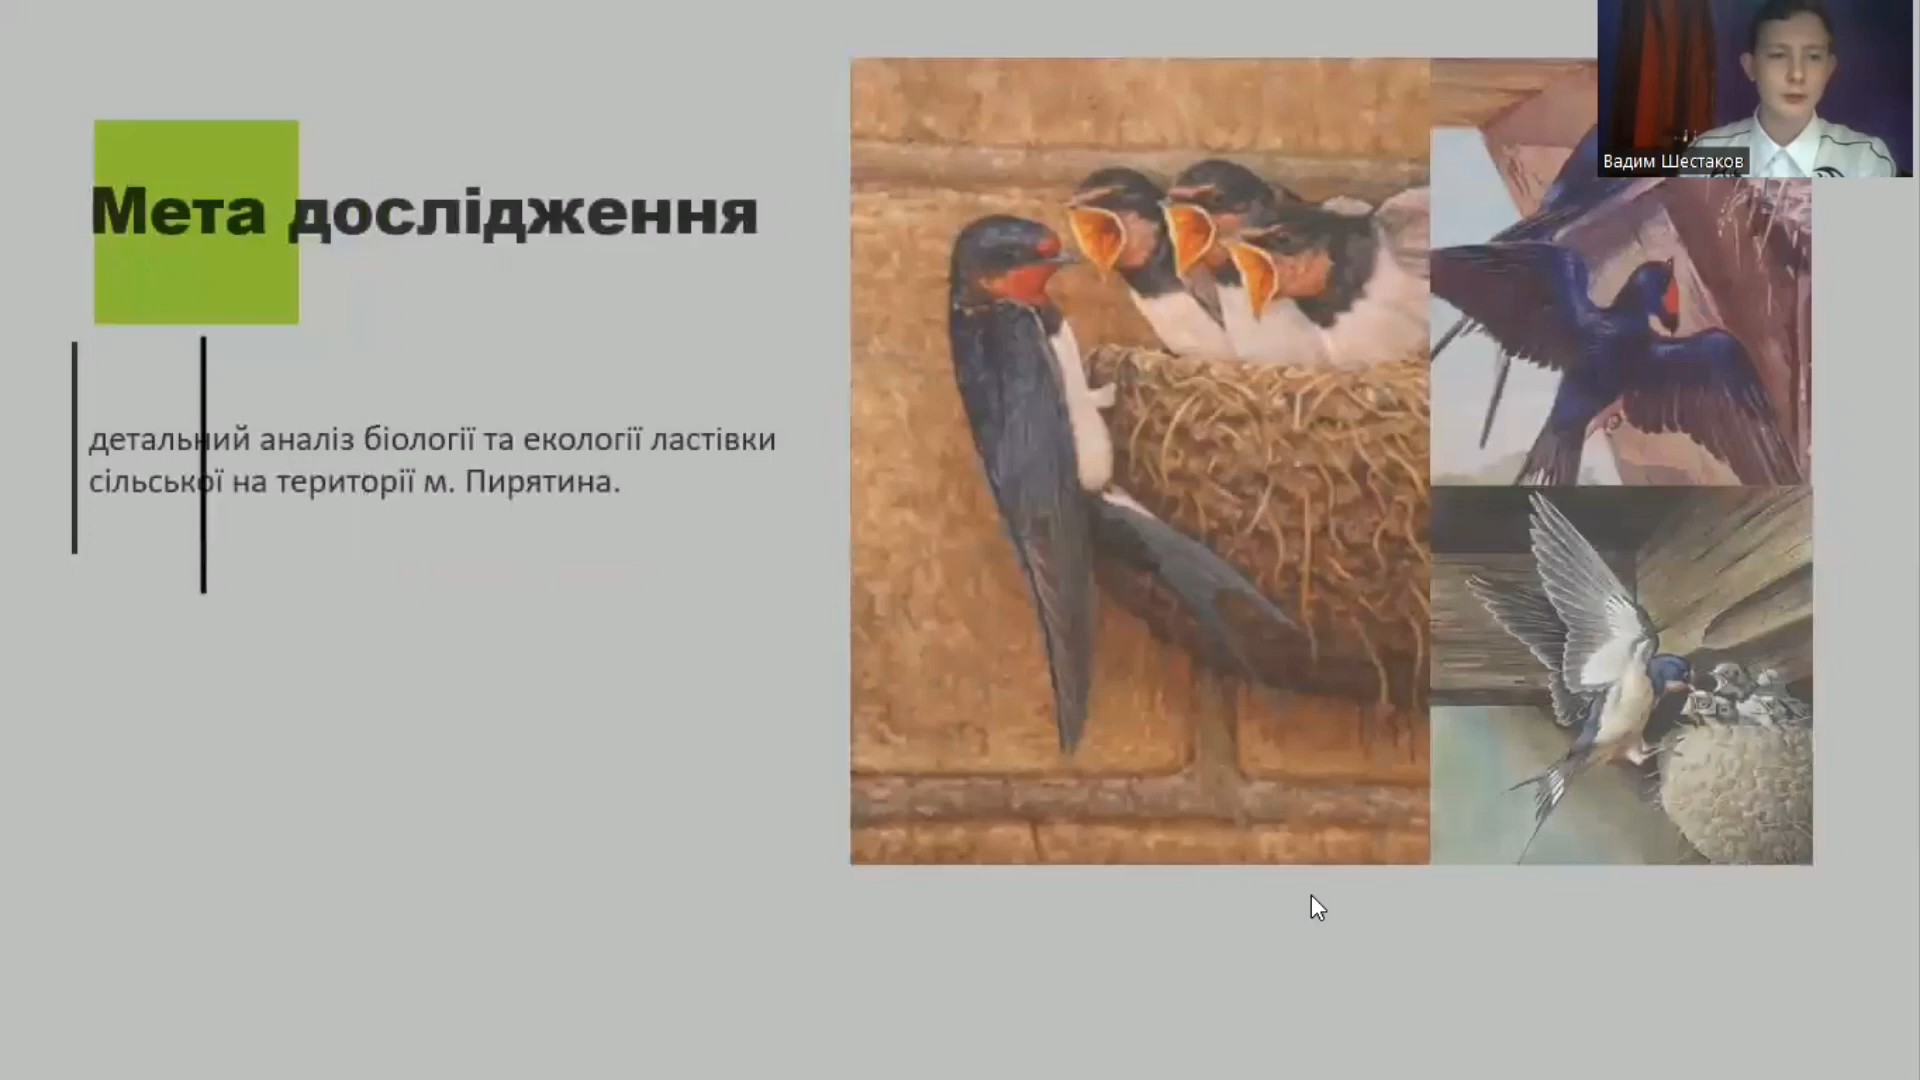 Мета дослідження
детальний аналіз біології та екології ластівки
сільської на території м. Пирятина.
Вадим Шестаков